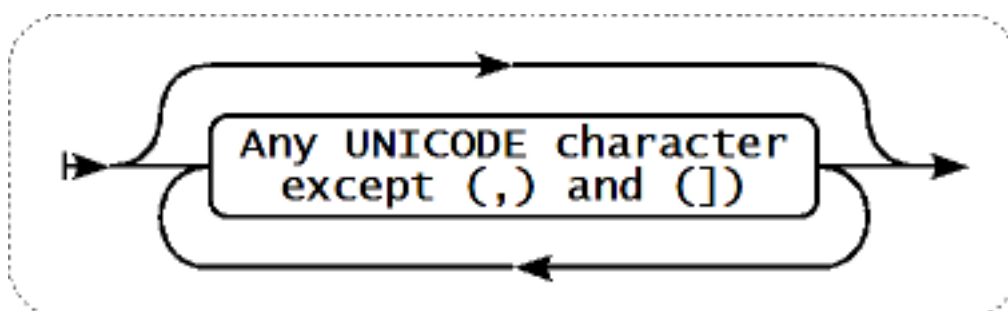 Any UNICODE character
except (,) and (])